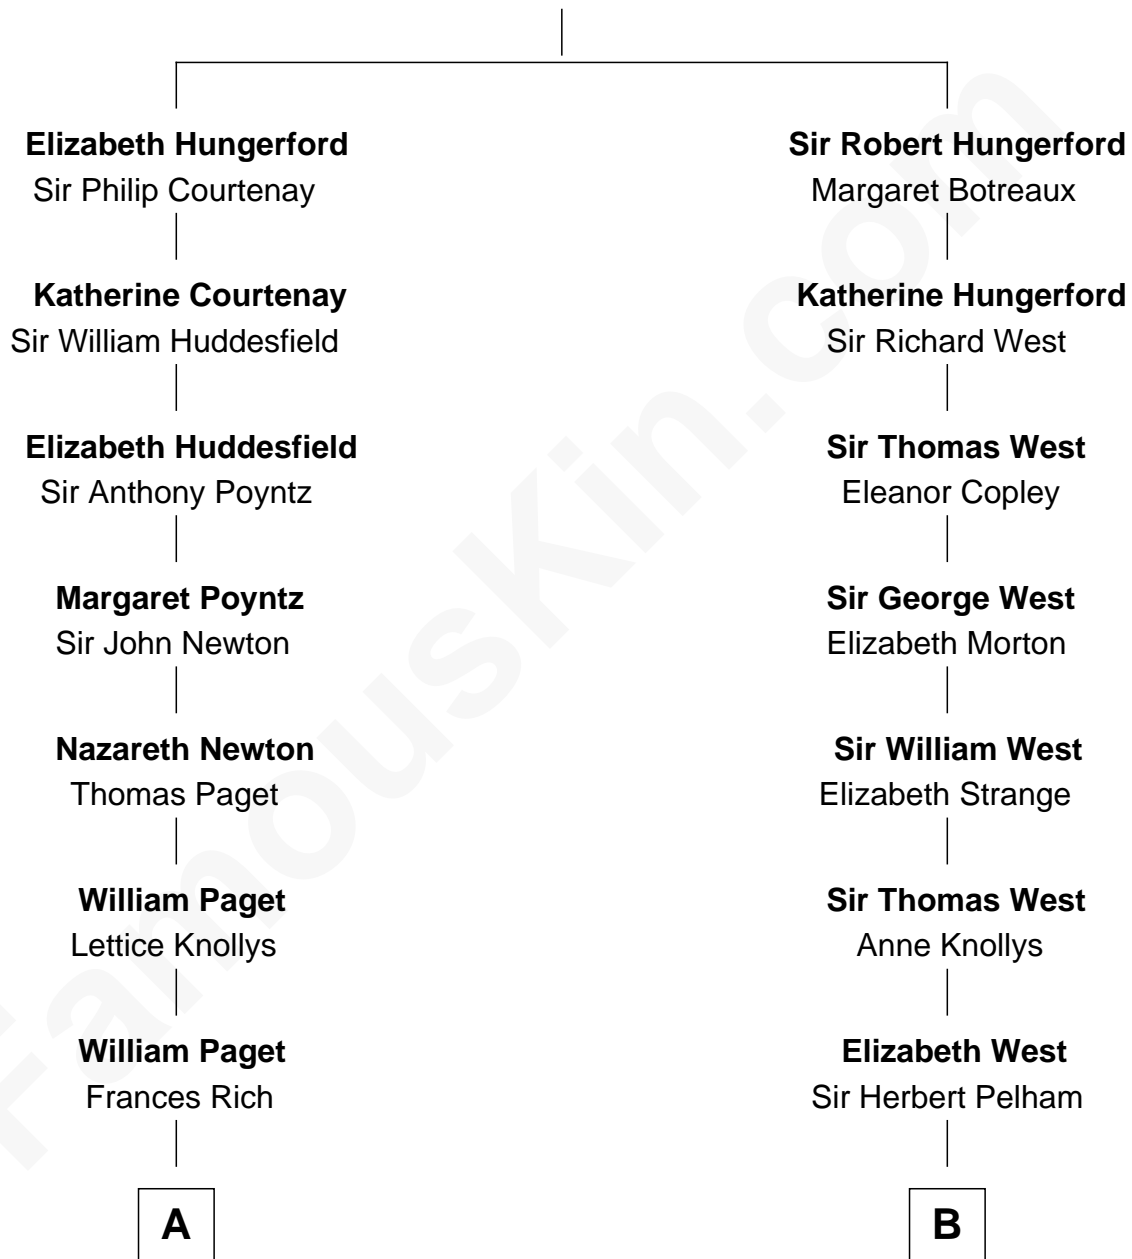 Elizabeth Hungerford
Sir Philip Courtenay
Katherine Courtenay
Sir William Huddesfield
Elizabeth Huddesfield
Sir Anthony Poyntz
Margaret Poyntz
Sir John Newton
Nazareth Newton
Thomas Paget
William Paget
Lettice Knollys
William Paget
Frances Rich
A
Sir Robert Hungerford
Margaret Botreaux
Katherine Hungerford
Sir Richard West
Sir Thomas West
Eleanor Copley
Sir George West
Elizabeth Morton
Sir William West
Elizabeth Strange
Sir Thomas West
Anne Knollys
Elizabeth West
Sir Herbert Pelham
B
FamousKin.com